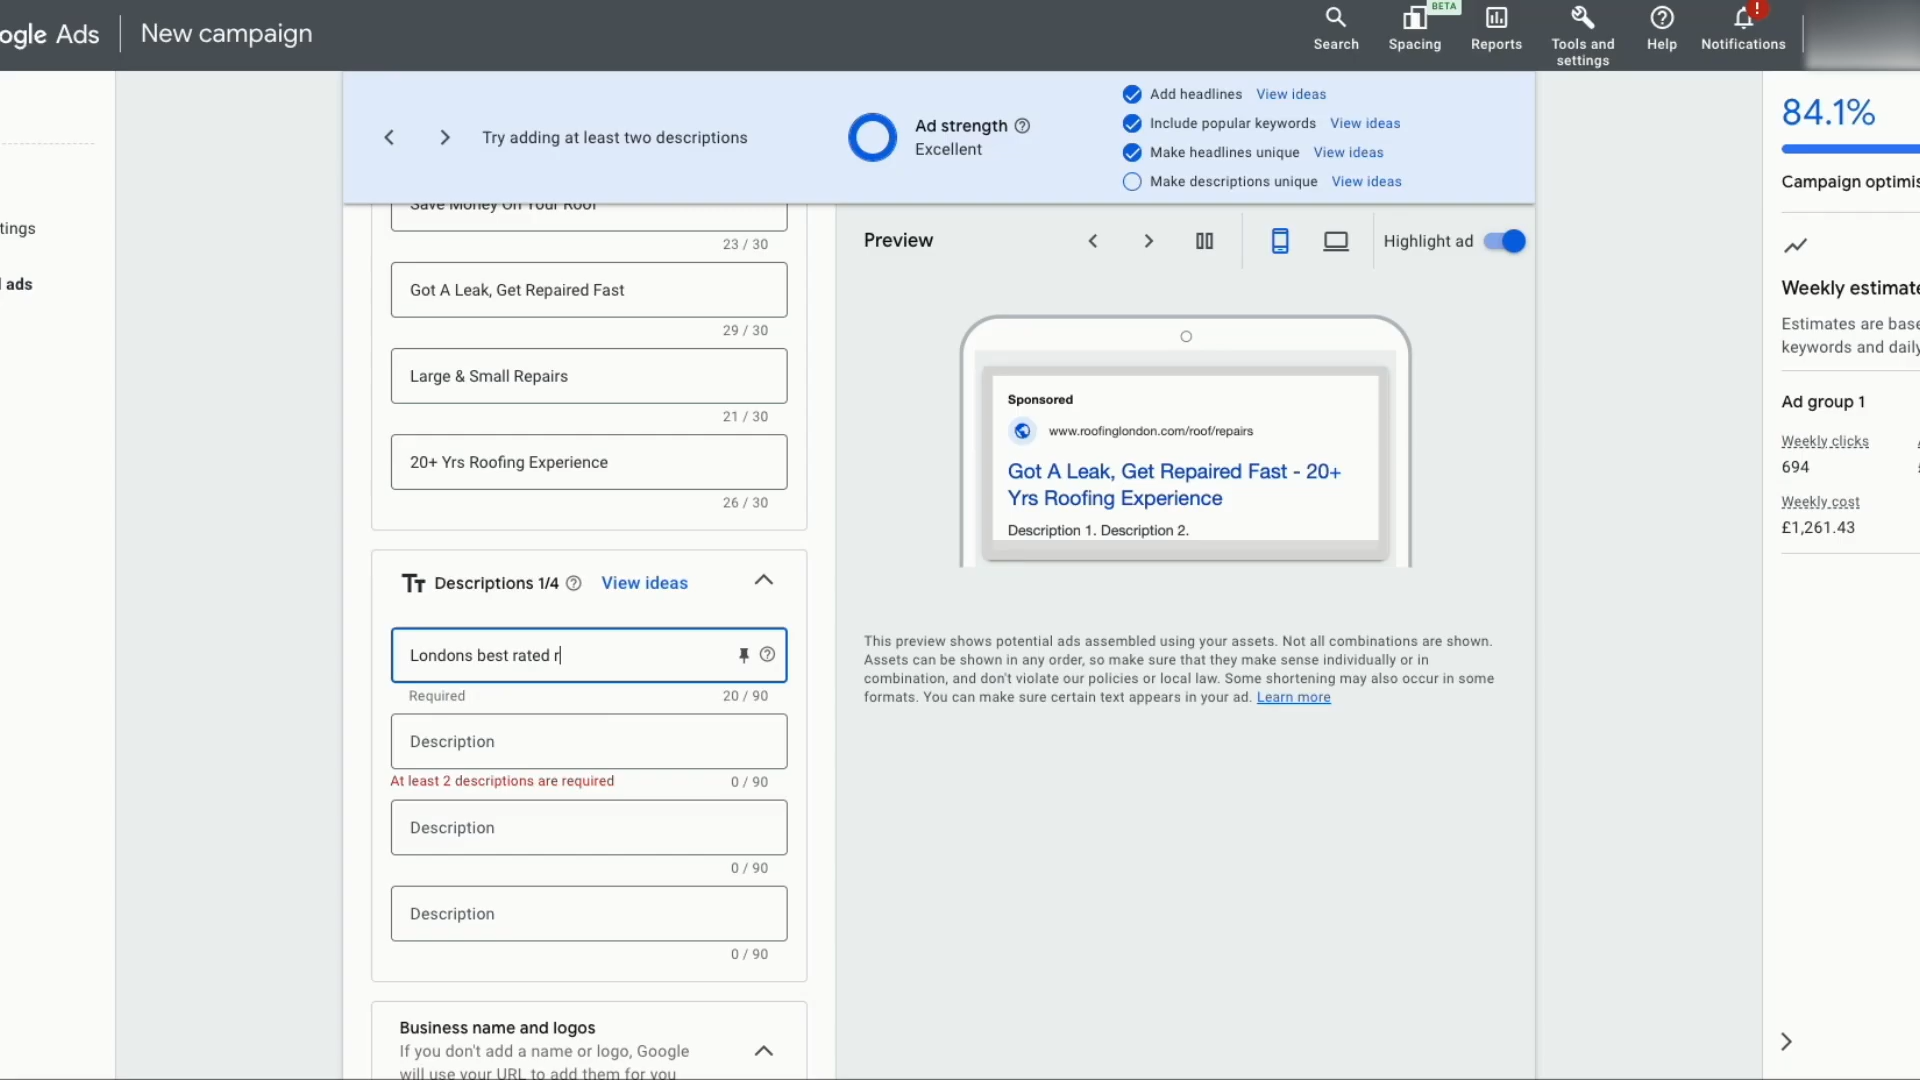 ogle Ads
New campaign
Search
Spacing
BETA
Reports
Tools and
settings
Help
Notifications
!
Try adding at least two descriptions
Ad strength
Excellent
Add headlines View ideas
Include popular keywords View ideas
Make headlines unique View ideas
Make descriptions unique View ideas
tings
ads
Save Money On Your Roof
23 / 30
Got A Leak, Get Repaired Fast
29 / 30
Large & Small Repairs
21 / 30
20+ Yrs Roofing Experience
26 / 30
Tт Descriptions 1/4 View ideas
Londons best rated r
Required 20 / 90
Description
At least 2 descriptions are required 0 / 90
Description
0 / 90
Description
0 / 90
Business name and logos
If you don't add a name or logo, Google
will use your URL to add them for you
Preview
Highlight ad
Sponsored
www.roofinglondon.com/roof/repairs
Got A Leak, Get Repaired Fast - 20+
Yrs Roofing Experience
Description 1. Description 2.
This preview shows potential ads assembled using your assets. Not all combinations are shown.
Assets can be shown in any order, so make sure that they make sense individually or in
combination, and don't violate our policies or local law. Some shortening may also occur in some
formats. You can make sure certain text appears in your ad. Learn more
84.1%
Campaign optimis
Weekly estimate
Estimates are base
keywords and daily
Ad group 1
Weekly clicks
694
Weekly cost
£1,261.43